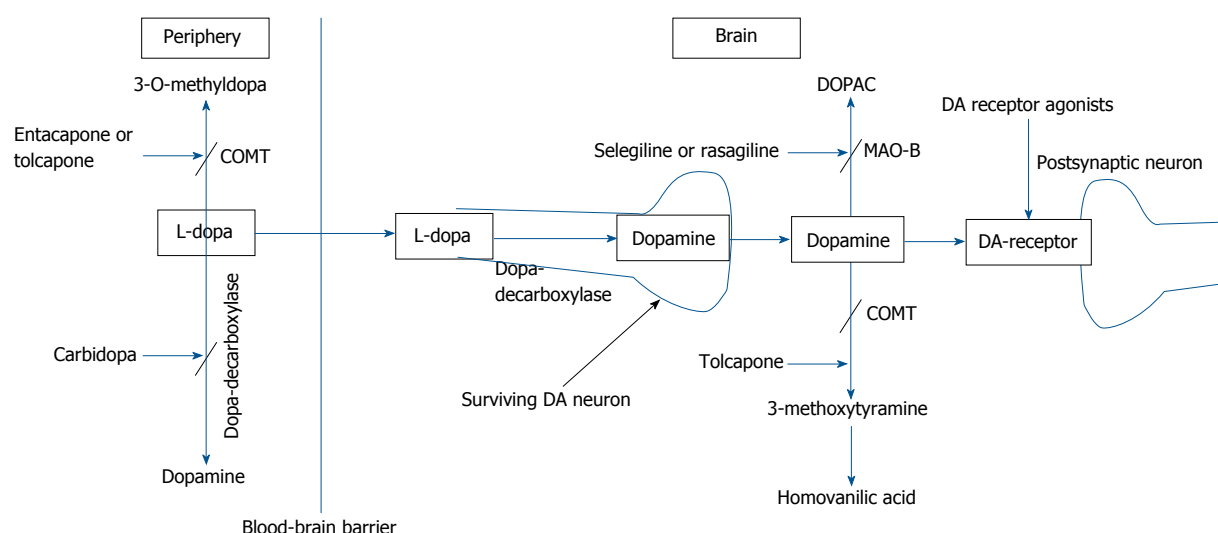 Periphery
Brain
3-O-methyldopa
DOPAC
DA receptor agonists
Entacapone or
tolcapone
COMT
Selegiline or rasagiline
MAO-B
Postsynaptic neuron
L-dopa
L-dopa
Dopamine
Dopamine
DA-receptor
Dopa-
decarboxylase
Dopa-decarboxylase
COMT
Carbidopa
Tolcapone
Surviving DA neuron
3-methoxytyramine
Dopamine
Homovanilic acid
Blood-brain barrier